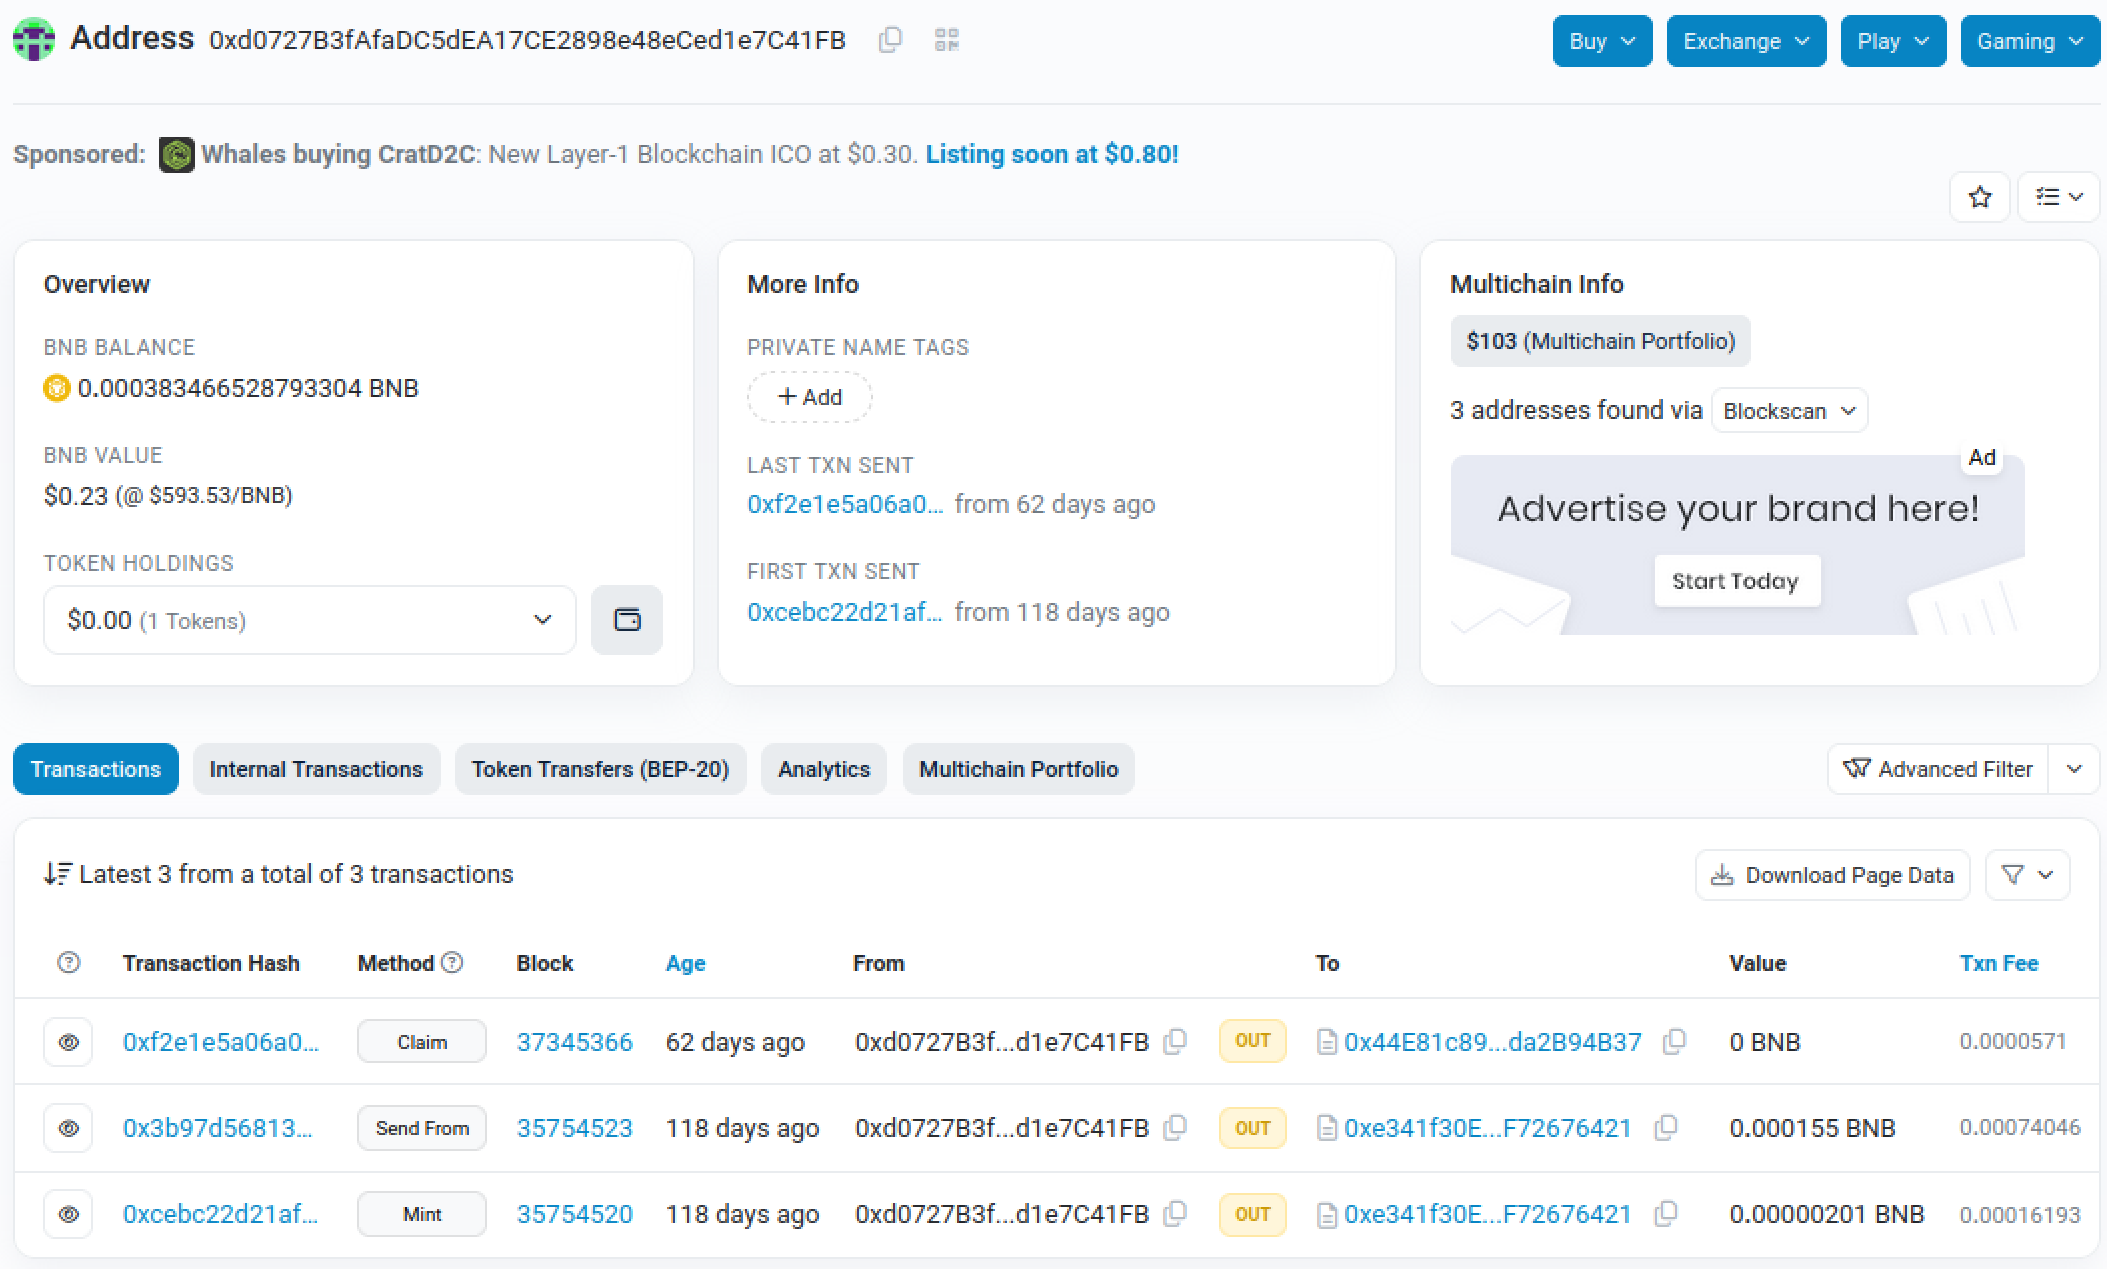 Address 0xd0727B3fAfaDC5dEA17CE2898e48eCed1e7C41FB
Buy Exchange Play Gaming
Sponsored: Whales buying CratD2C: New Layer-1 Blockchain ICO at $0.30. Listing soon at $0.80!
Overview
BNB BALANCE
0.000383466528793304 BNB
BNB VALUE
$0.23 (@ $593.53/BNB)
TOKEN HOLDINGS
$0.00 (1 Tokens)
More Info
PRIVATE NAME TAGS
+ Add
LAST TXN SENT
0xf2e1e5a06a0... from 62 days ago
FIRST TXN SENT
0xcebc22d21af... from 118 days ago
Multichain Info
$103 (Multichain Portfolio)
3 addresses found via Blockscan
Ad
Advertise your brand here!
Start Today
Transactions Internal Transactions Token Transfers (BEP-20) Analytics Multichain Portfolio Advanced Filter
Latest 3 from a total of 3 transactions Download Page Data
Transaction Hash Method Block Age From To Value Txn Fee
0xf2e1e5a06a0... Claim 37345366 62 days ago 0xd0727B3f...d1e7C41FB OUT 0x44E81c89...da2B94B37 0 BNB 0.0000571
0x3b97d56813... Send From 35754523 118 days ago 0xd0727B3f...d1e7C41FB OUT 0xe341f30E...F72676421 0.000155 BNB 0.00074046
0xcebc22d21af... Mint 35754520 118 days ago 0xd0727B3f...d1e7C41FB OUT 0xe341f30E...F72676421 0.00000201 BNB 0.00016193